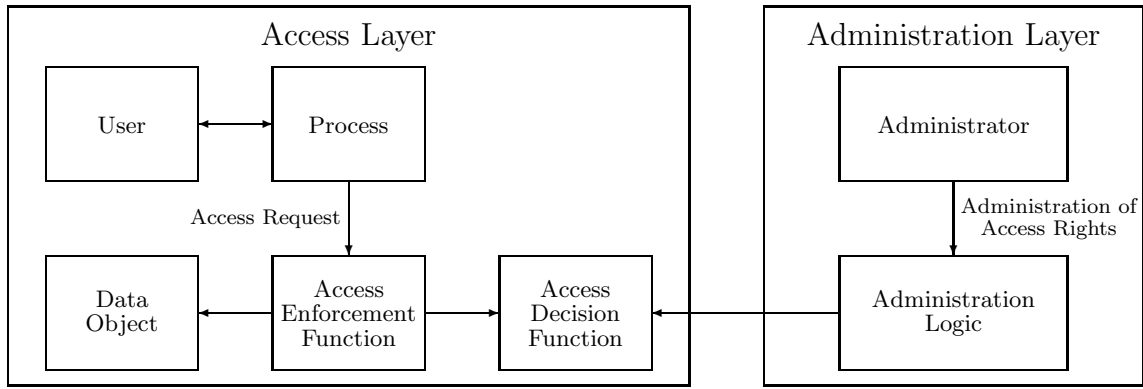 Access Layer
Administration Layer
User
Process
Administrator
Access Request
Administration of
Access Rights
Data
Object
Access
Enforcement
Function
Access
Decision
Function
Administration
Logic